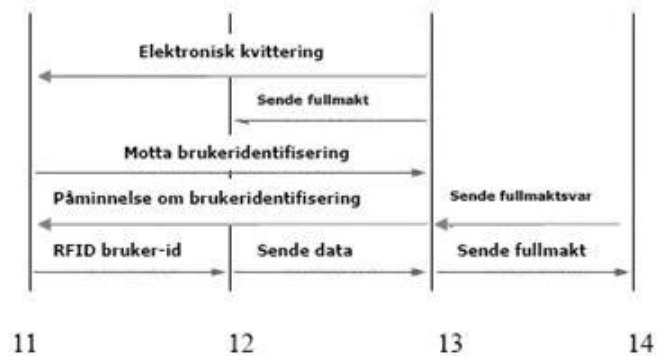 Elektronisk kvittering
Sende fullmakt
Motta brukeridentifisering
Påminnelse om brukeridentifisering
Sende fullmaktsvar
RFID bruker-id
Sende data
Sende fullmakt
11
12
13
14